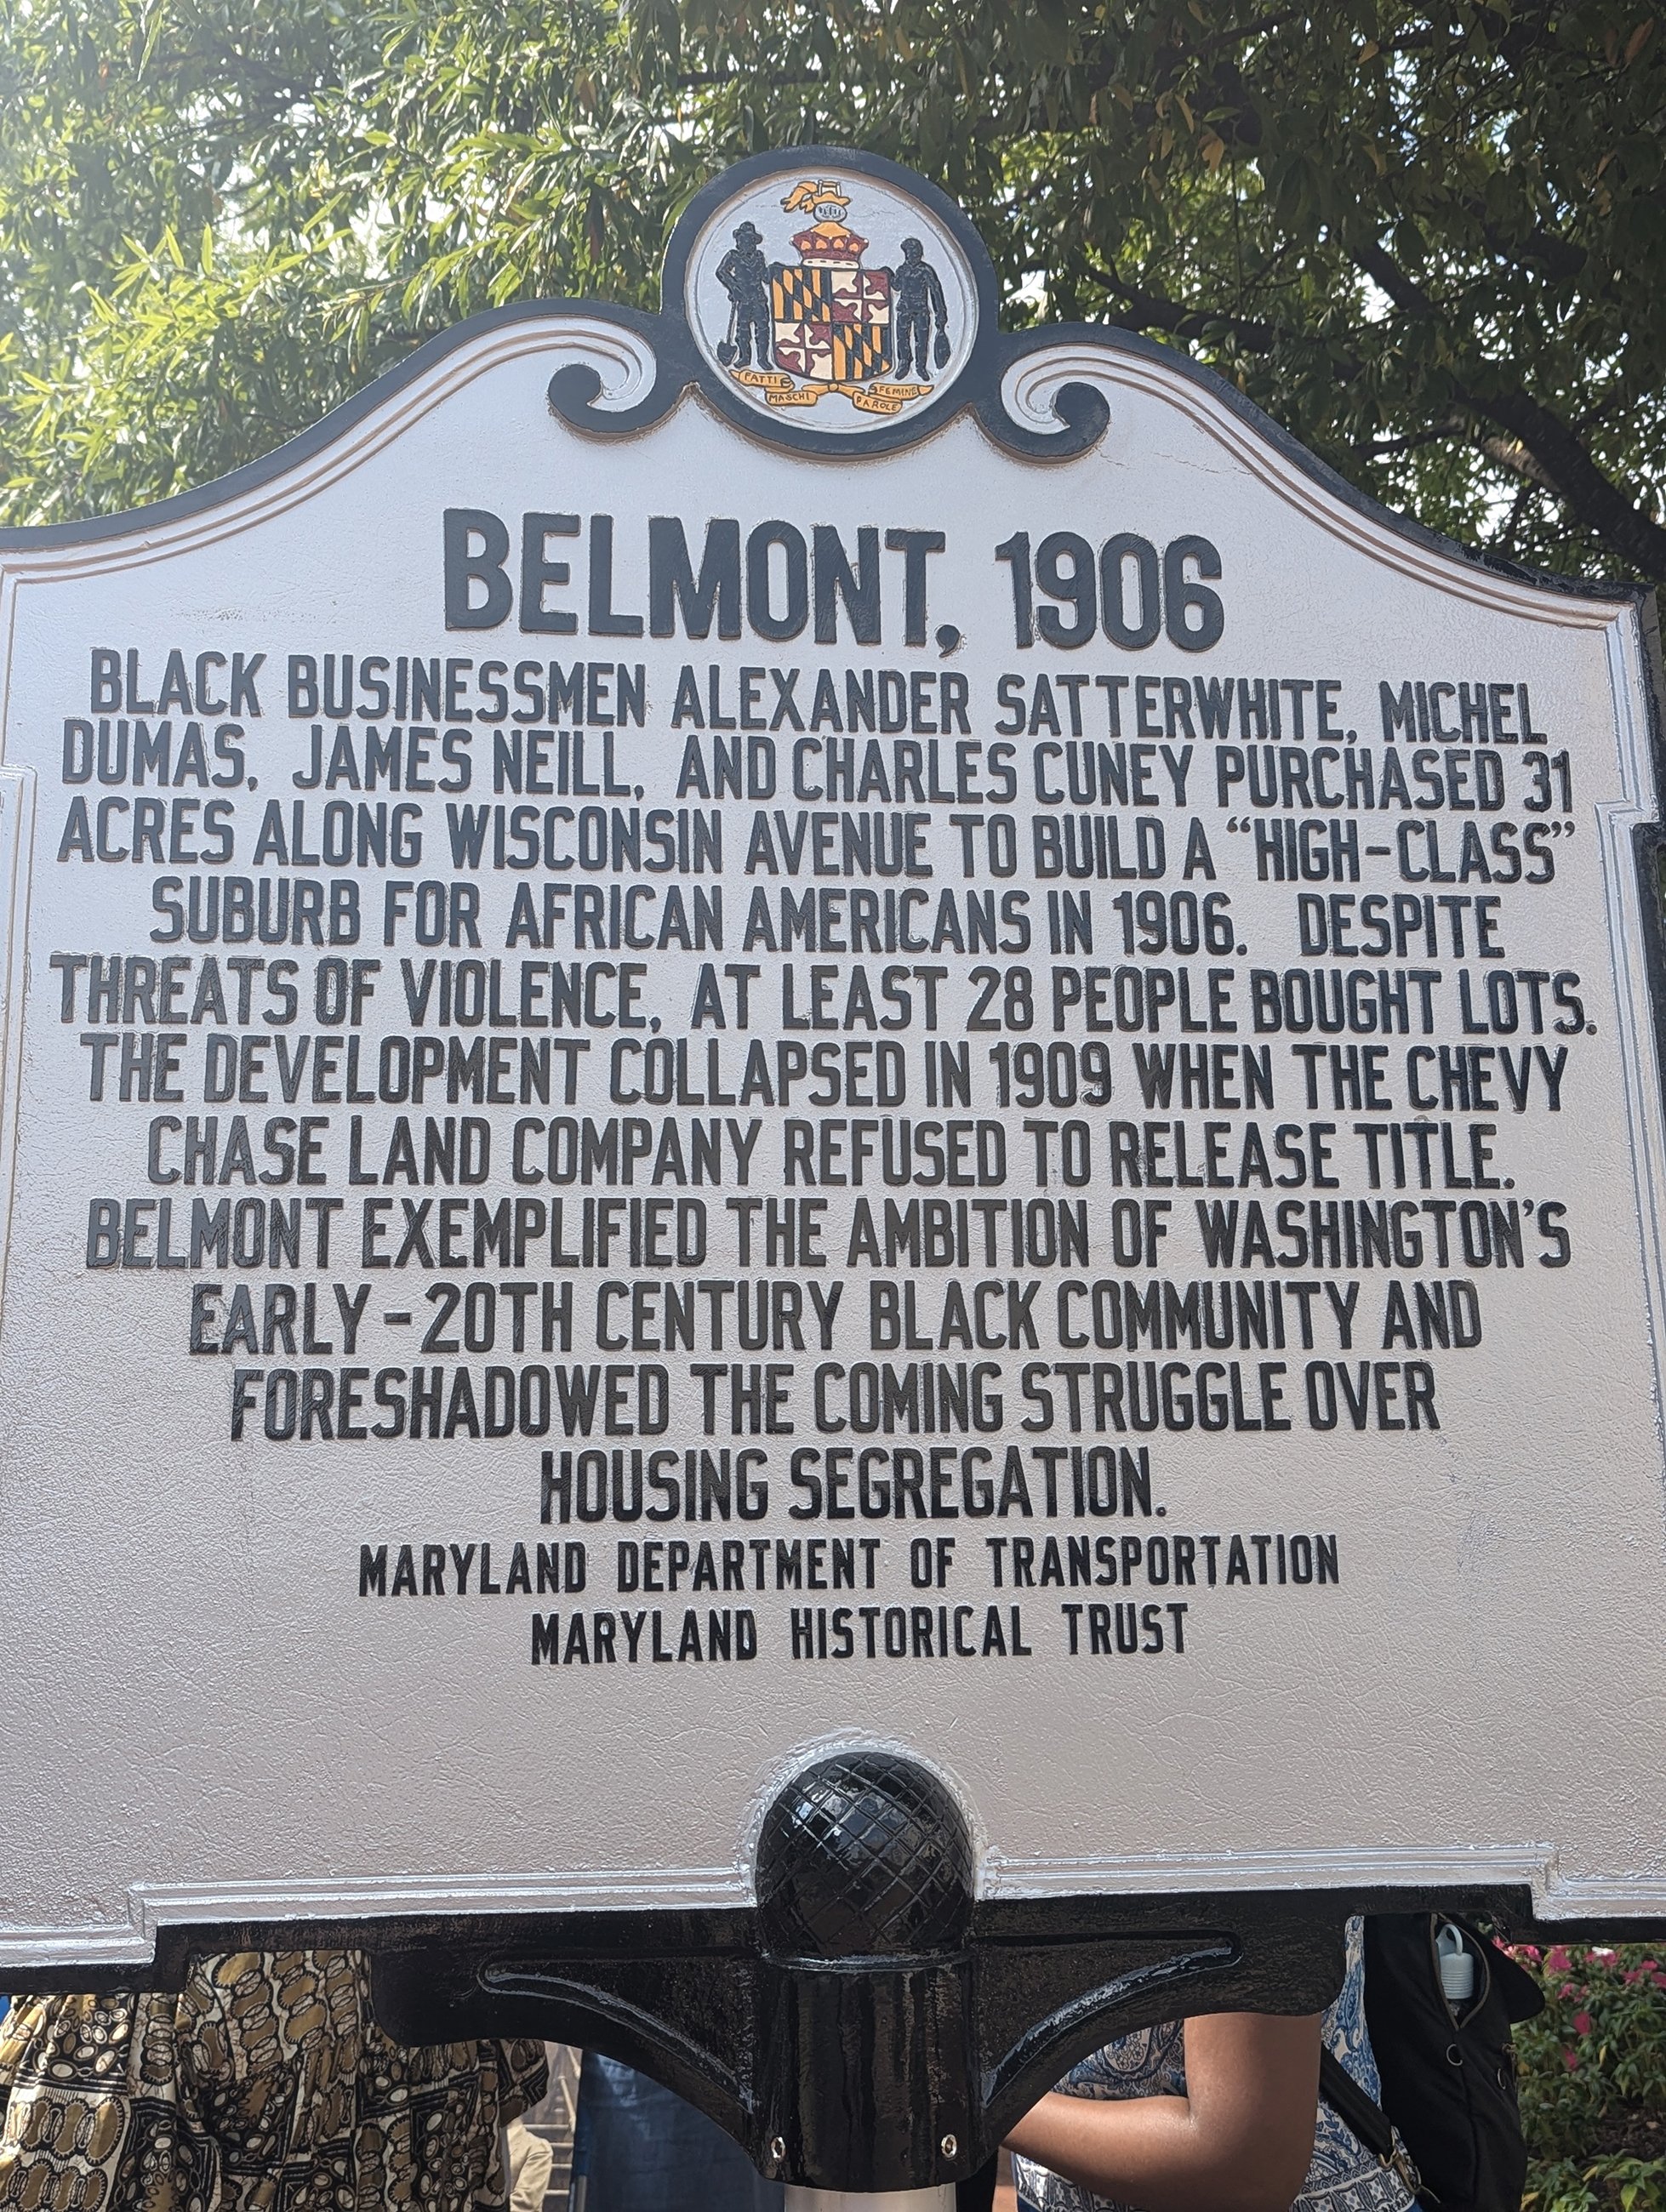 FATTI MASCHI PAROLE FEMINE
BELMONT, 1906
BLACK BUSINESSMEN ALEXANDER SATTERWHITE, MICHEL
DUMAS, JAMES NEILL, AND CHARLES CUNEY PURCHASED 31
ACRES ALONG WISCONSIN AVENUE TO BUILD A “HIGH-CLASS”
SUBURB FOR AFRICAN AMERICANS IN 1906. DESPITE
THREATS OF VIOLENCE, AT LEAST 28 PEOPLE BOUGHT LOTS.
THE DEVELOPMENT COLLAPSED IN 1909 WHEN THE CHEVY
CHASE LAND COMPANY REFUSED TO RELEASE TITLE.
BELMONT EXEMPLIFIED THE AMBITION OF WASHINGTON’S
EARLY-20TH CENTURY BLACK COMMUNITY AND
FORESHADOWED THE COMING STRUGGLE OVER
HOUSING SEGREGATION.
MARYLAND DEPARTMENT OF TRANSPORTATION
MARYLAND HISTORICAL TRUST